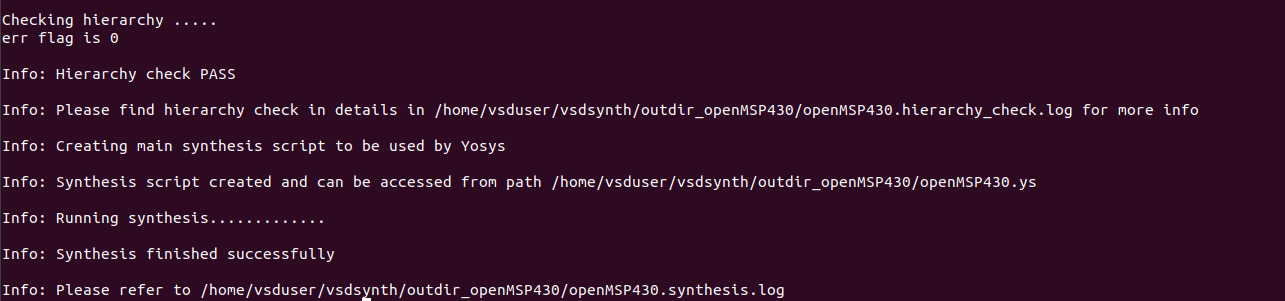 Checking hierarchy .....
err flag is 0
Info: Hierarchy check PASS
Info: Please find hierarchy check in details in /home/vsduser/vsdsynth/outdir_openMSP430/openMSP430.hierarchy_check.log for more info
Info: Creating main synthesis script to be used by Yosys
Info: Synthesis script created and can be accessed from path /home/vsduser/vsdsynth/outdir_openMSP430/openMSP430.ys
Info: Running synthesis.............
Info: Synthesis finished successfully
Info: Please refer to /home/vsduser/vsdsynth/outdir_openMSP430/openMSP430.synthesis.log